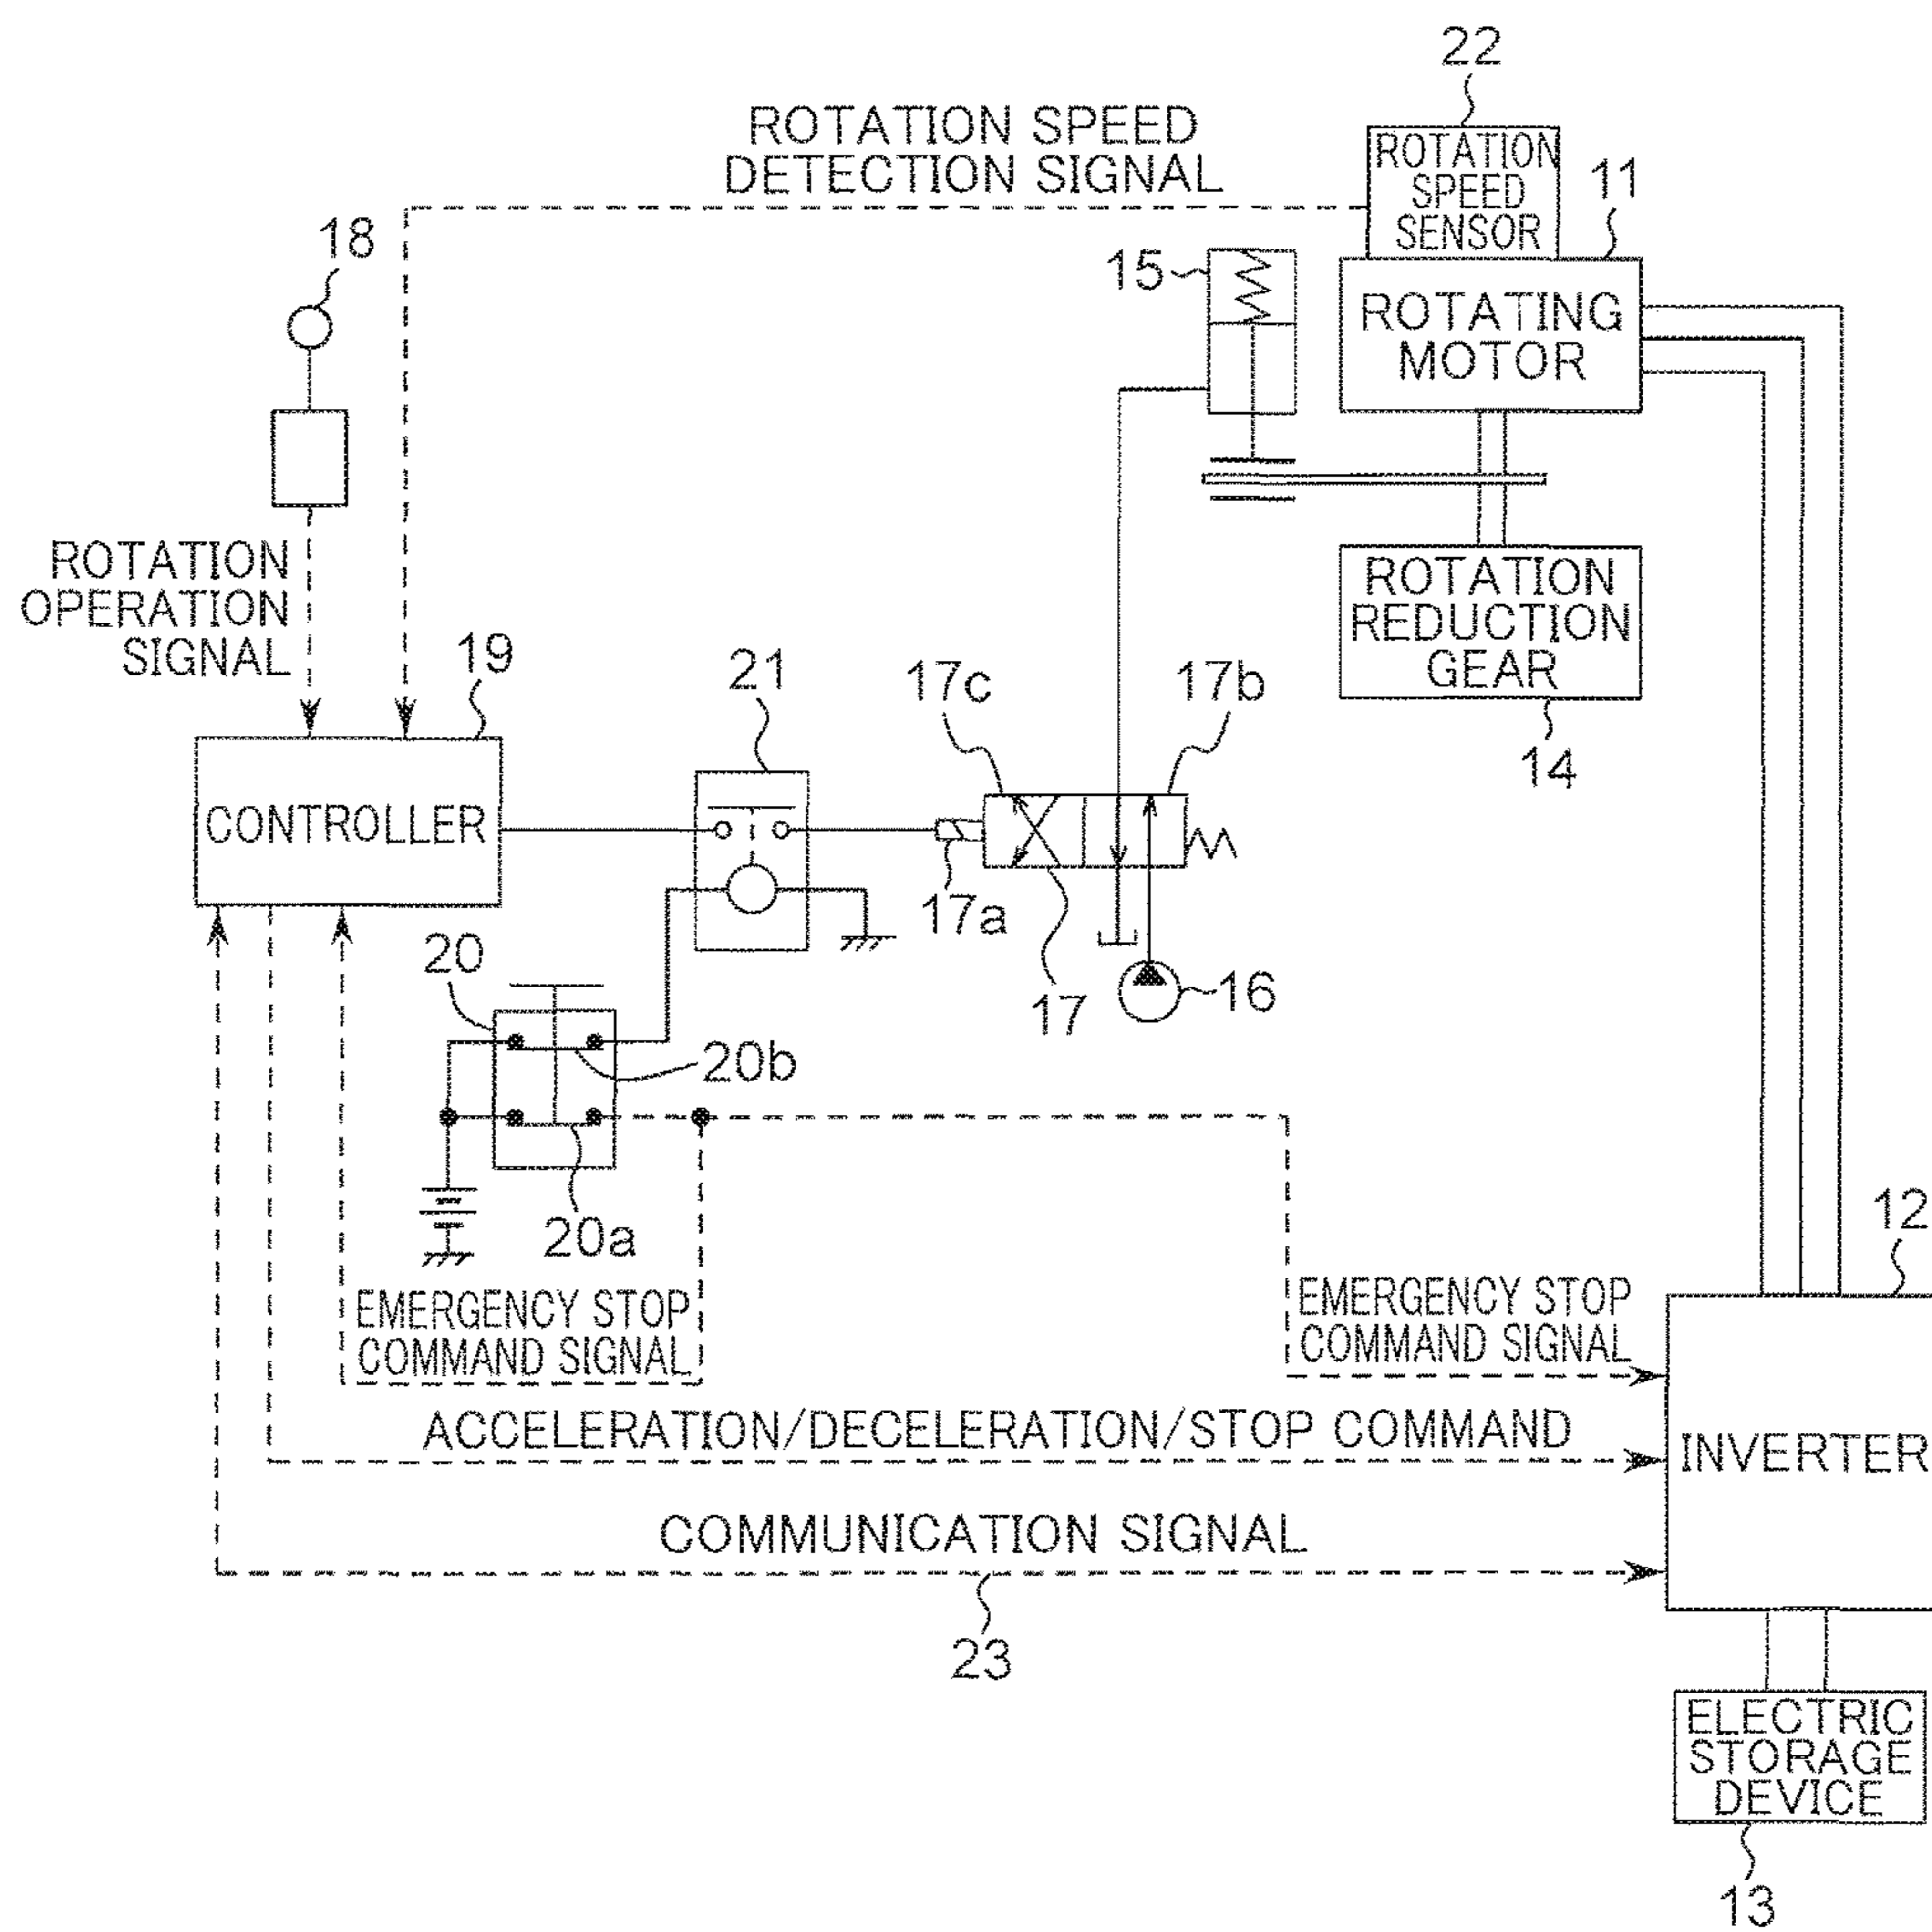 22
ROTATION SPEED
DETECTION SIGNAL
ROTATION
SPEED
SENSOR
11
18
15
ROTATING
MOTOR
ROTATION
OPERATION
SIGNAL
ROTATION
REDUCTION
GEAR
19
21
17c
17b
14
CONTROLLER
17a
20
17
16
20b
20a
12
EMERGENCY STOP
COMMAND SIGNAL
EMERGENCY STOP
COMMAND SIGNAL
ACCELERATION/DECELERATION/STOP COMMAND
INVERTER
COMMUNICATION SIGNAL
23
ELECTRIC
STORAGE
DEVICE
13